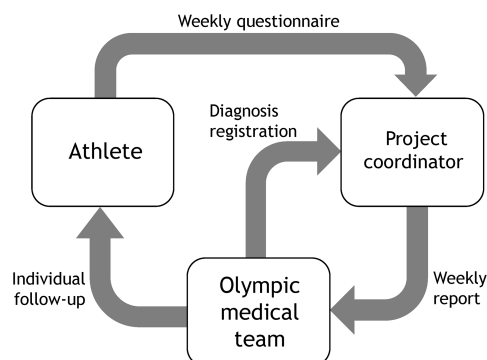 Weekly questionnaire
Diagnosis
registration
Athlete
Project
coordinator
Individual
follow-up
Olympic
medical
team
Weekly
report